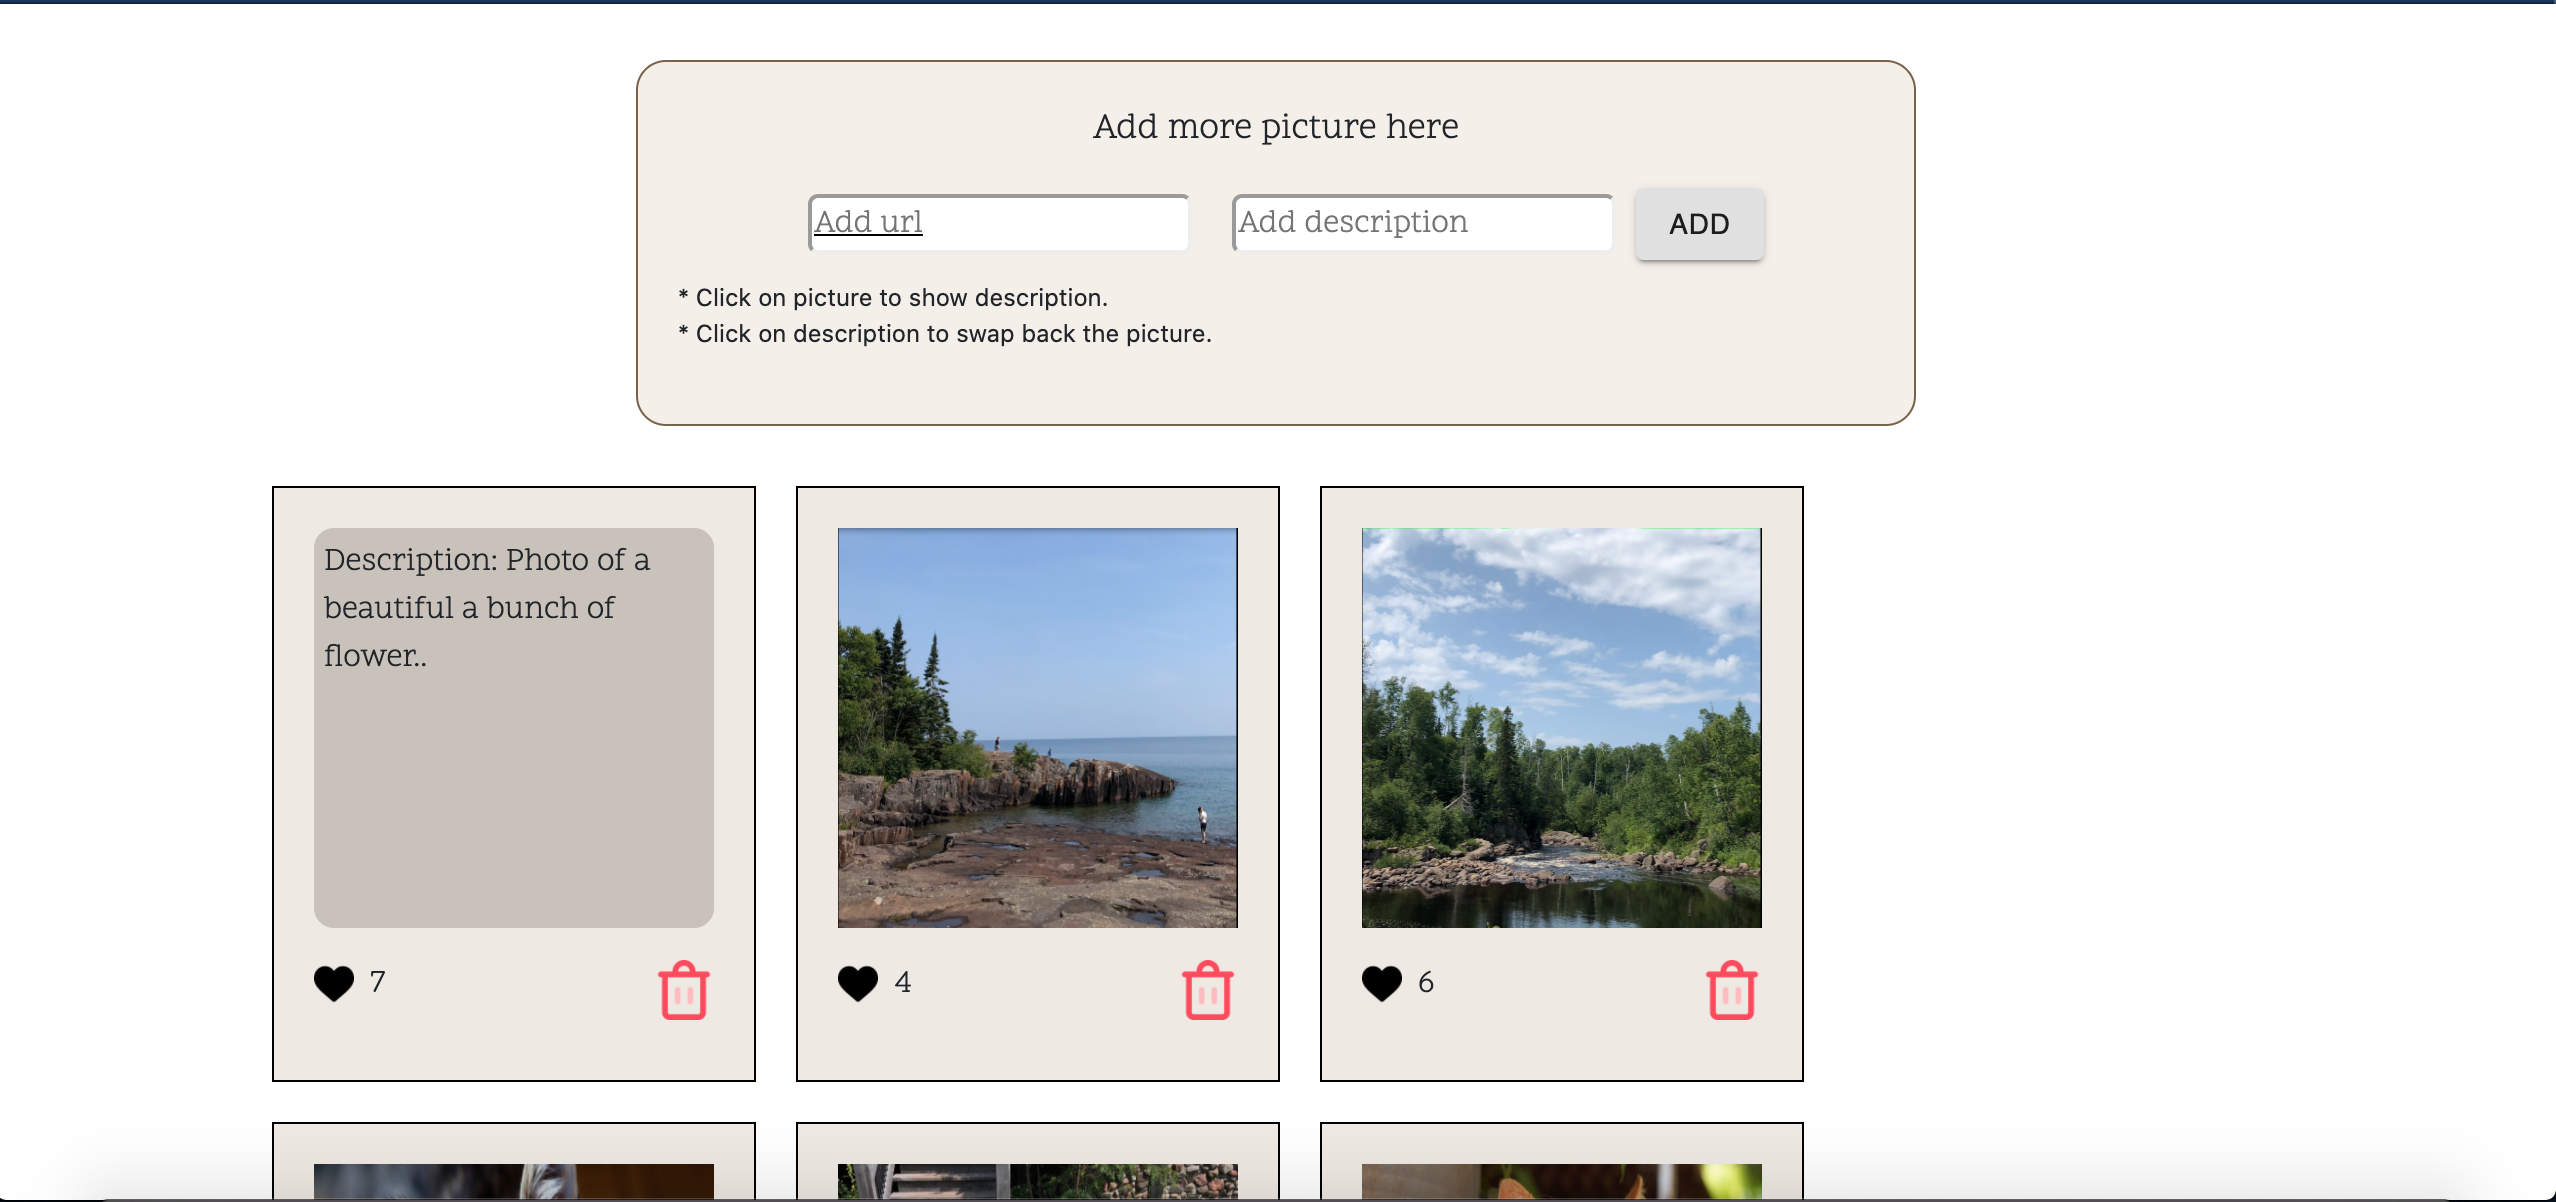 Add more picture here
Add url
Add description
ADD
* Click on picture to show description.
* Click on description to swap back the picture.
Description: Photo of a
beautiful a bunch of
flower..
7
4
6